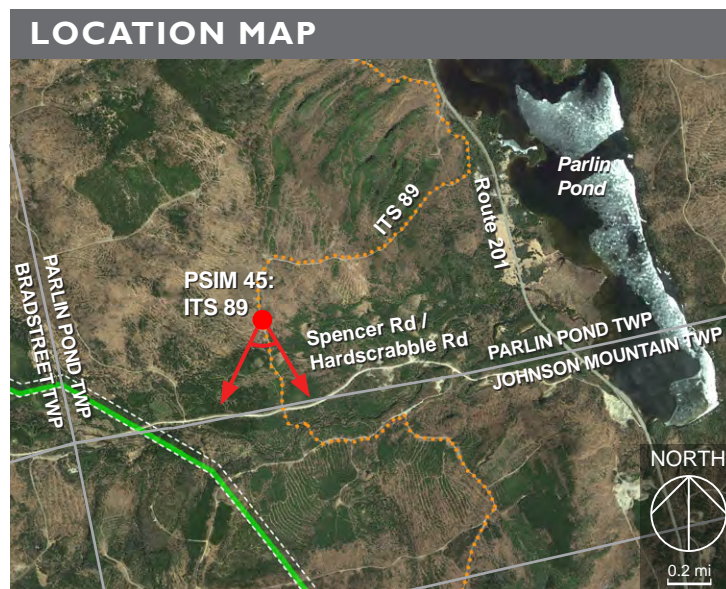 LOCATION MAP
Parlin
Pond
ITS 89
Route 201
PSIM 45:
ITS 89
PARLIN POND TWP
BRADSTREET TWP
Spencer Rd /
Hardscrabble Rd
PARLIN POND TWP
JOHNSON MOUNTAIN TWP
NORTH
0.2 mi